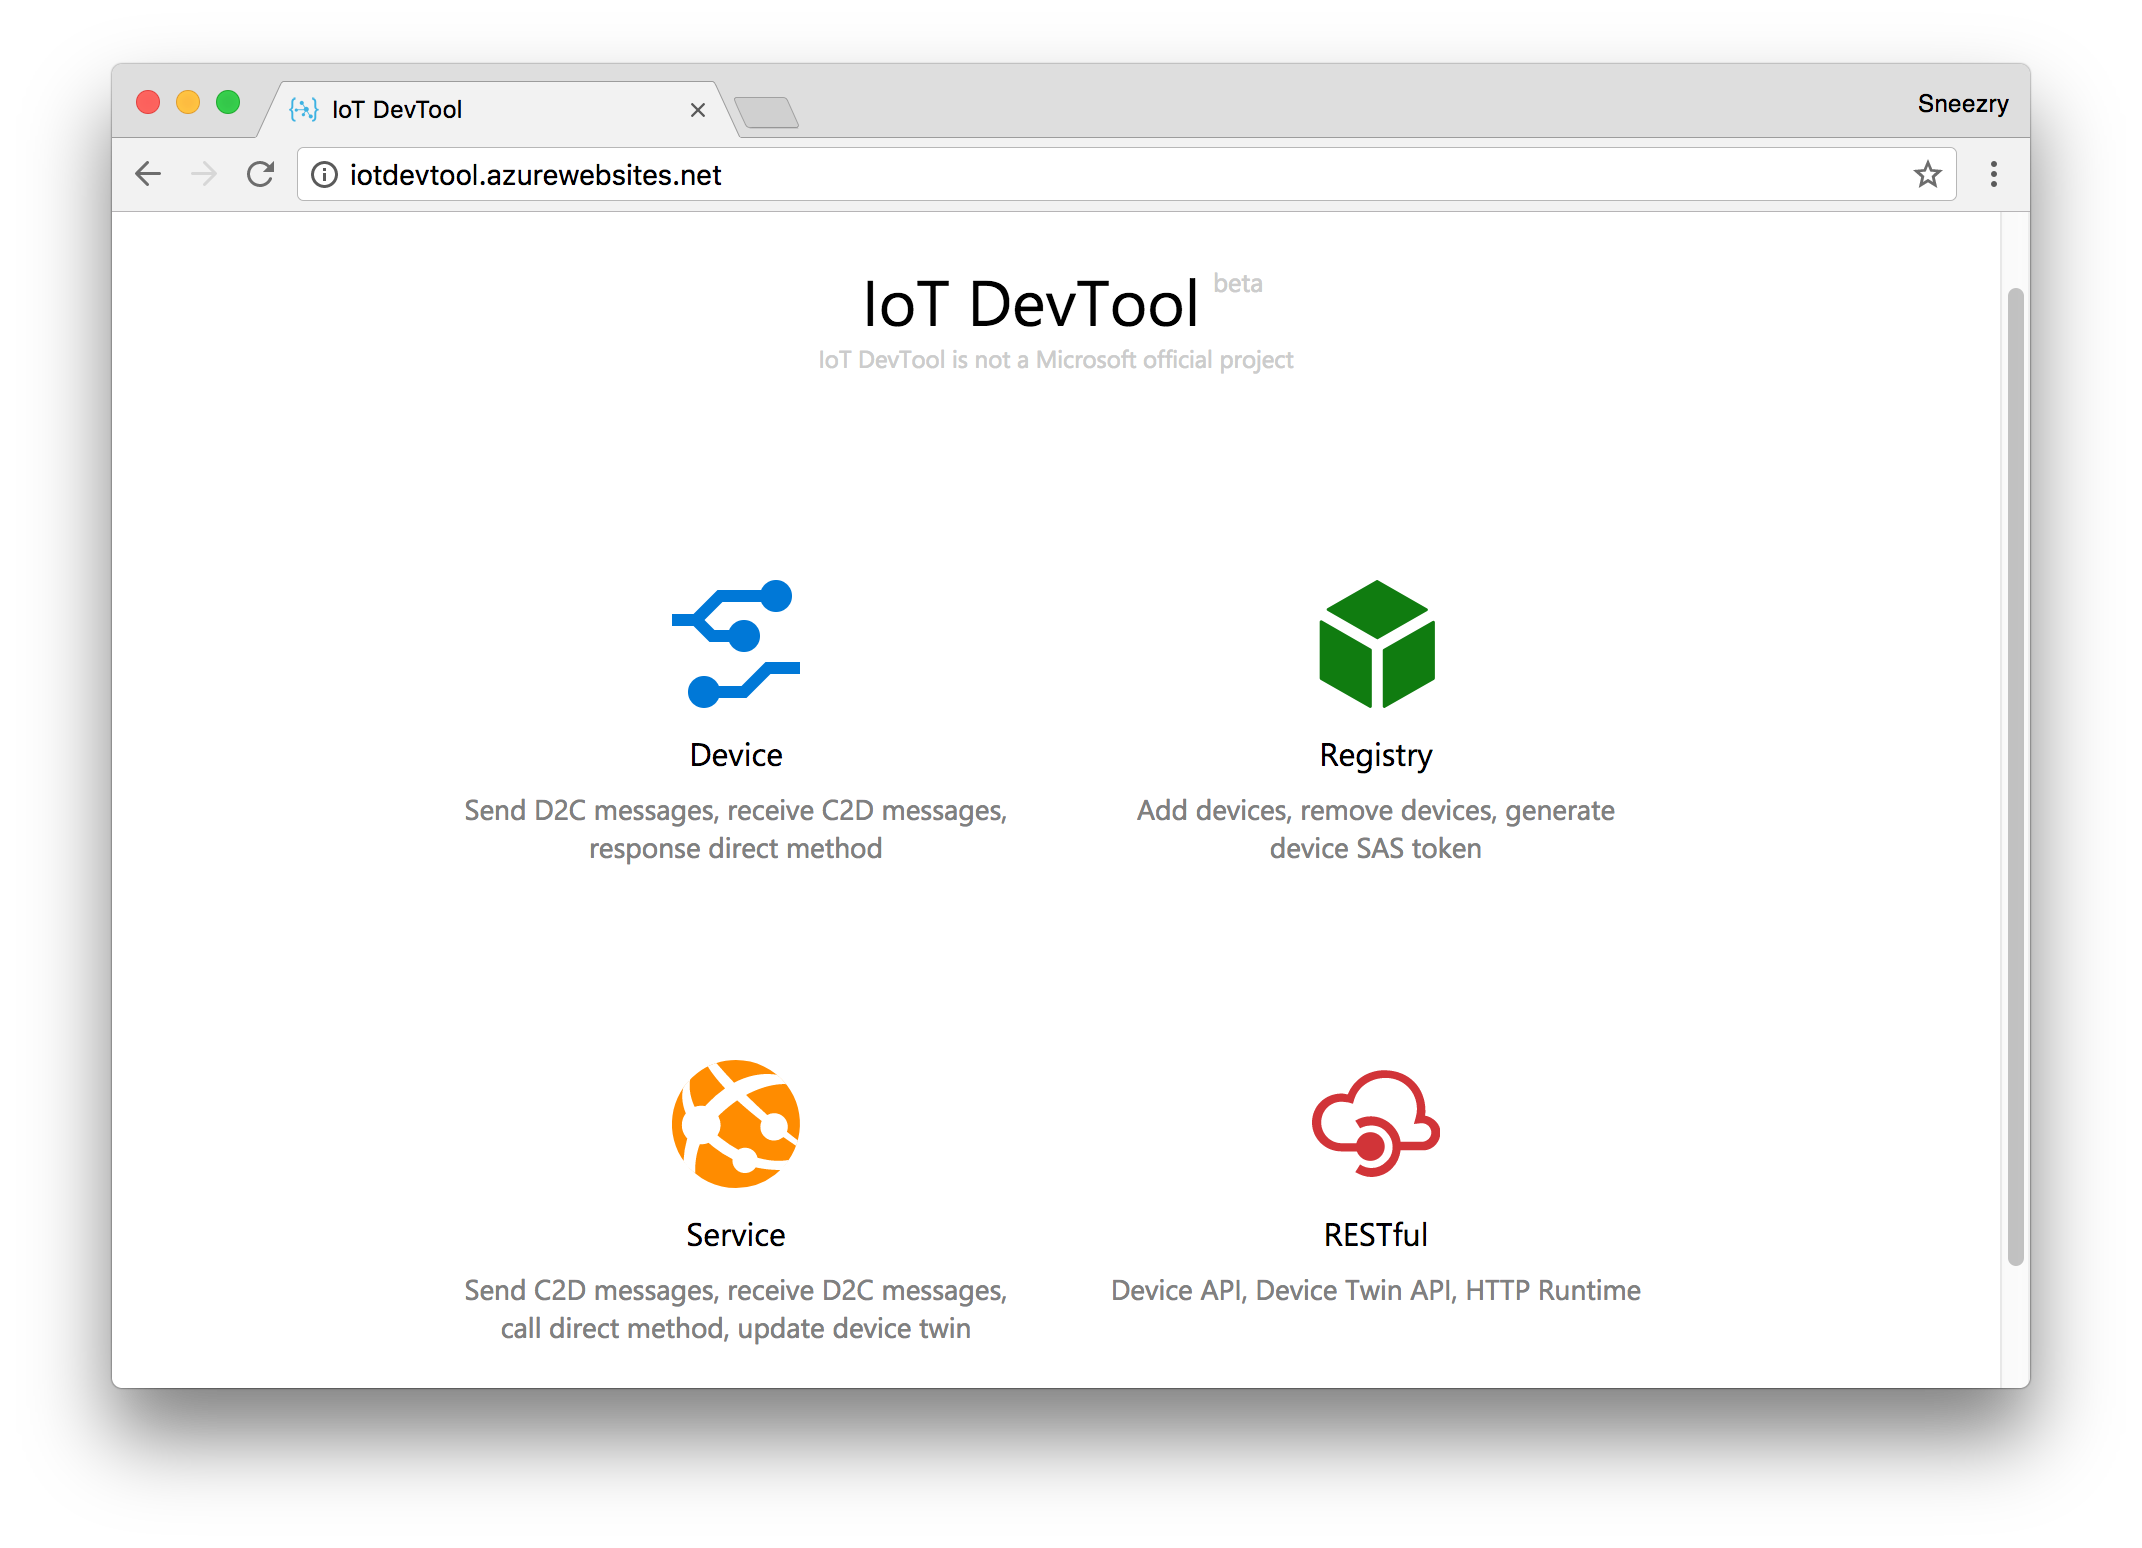 IoT DevTool
Sneezry
iotdevtool.azurewebsites.net
IoT DevTool beta
IoT DevTool is not a Microsoft official project
Device
Send D2C messages, receive C2D messages,
response direct method
Registry
Add devices, remove devices, generate
device SAS token
Service
Send C2D messages, receive D2C messages,
call direct method, update device twin
RESTful
Device API, Device Twin API, HTTP Runtime